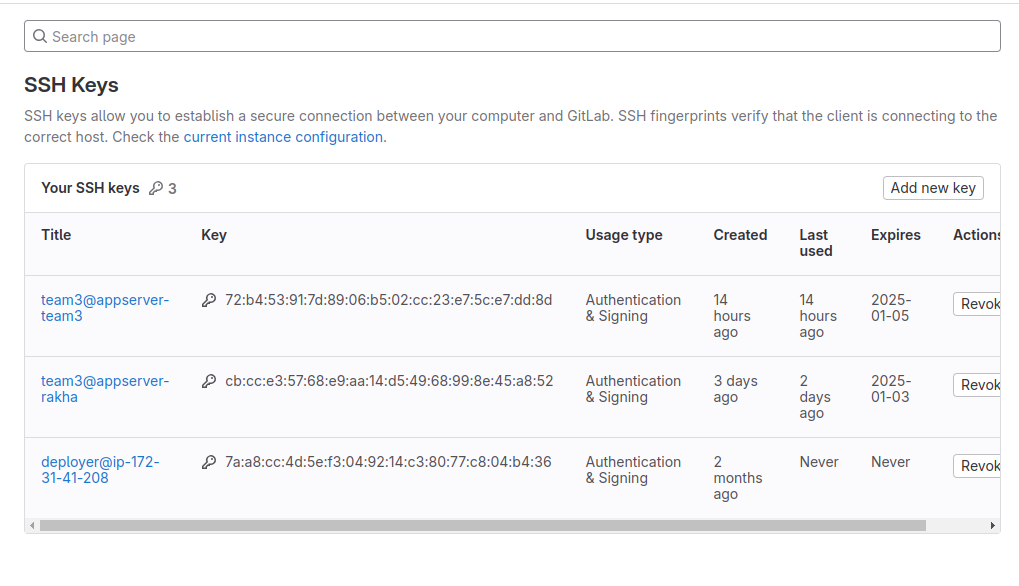 Search page
SSH Keys
SSH keys allow you to establish a secure connection between your computer and GitLab. SSH fingerprints verify that the client is connecting to the
correct host. Check the current instance configuration.
Your SSH keys 3 Add new key
Title Key Usage type Created Last used Expires Actions
team3@appserver-team3 72:b4:53:91:7d:89:06:b5:02:cc:23:e7:5c:e7:dd:8d Authentication & Signing 14 hours ago 14 hours ago 2025-01-05 Revok
team3@appserver-rakha cb:cc:e3:57:68:e9:aa:14:d5:49:68:99:8e:45:a8:52 Authentication & Signing 3 days ago 2 days ago 2025-01-03 Revok
deployer@ip-172-31-41-208 7a:a8:cc:4d:5e:f3:04:92:14:c3:80:77:c8:04:b4:36 Authentication & Signing 2 months ago Never Never Revok